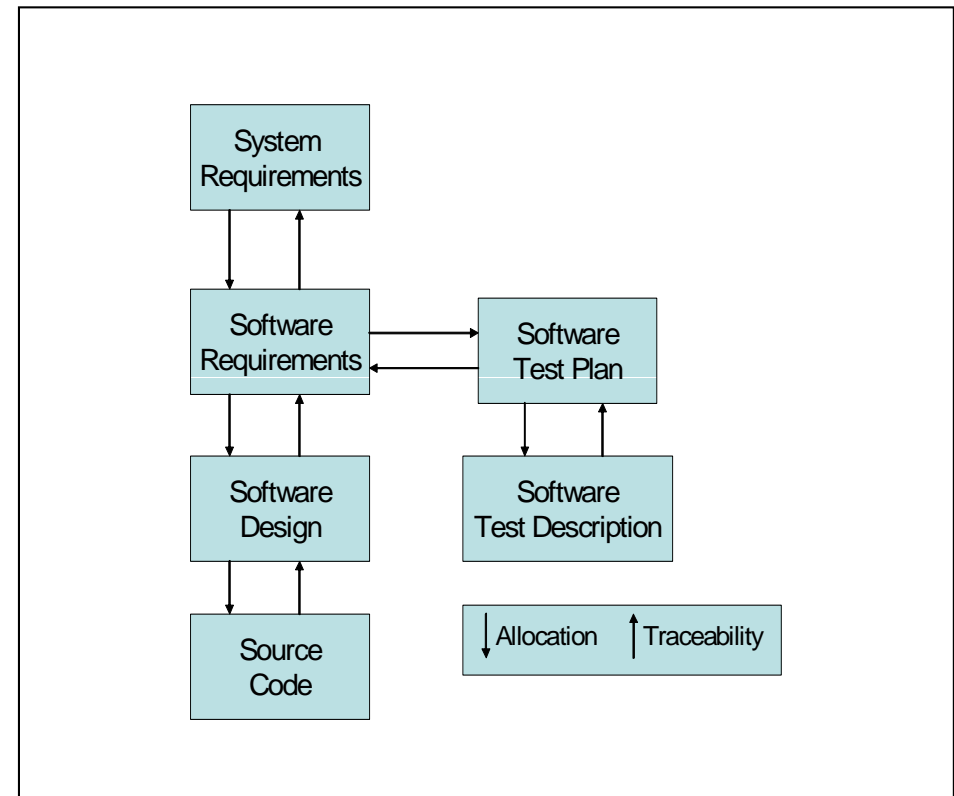 System
Requirements
Software
Requirements
Software
Test Plan
Software
Design
Software
Test Description
Source
Code
Allocation
Traceability